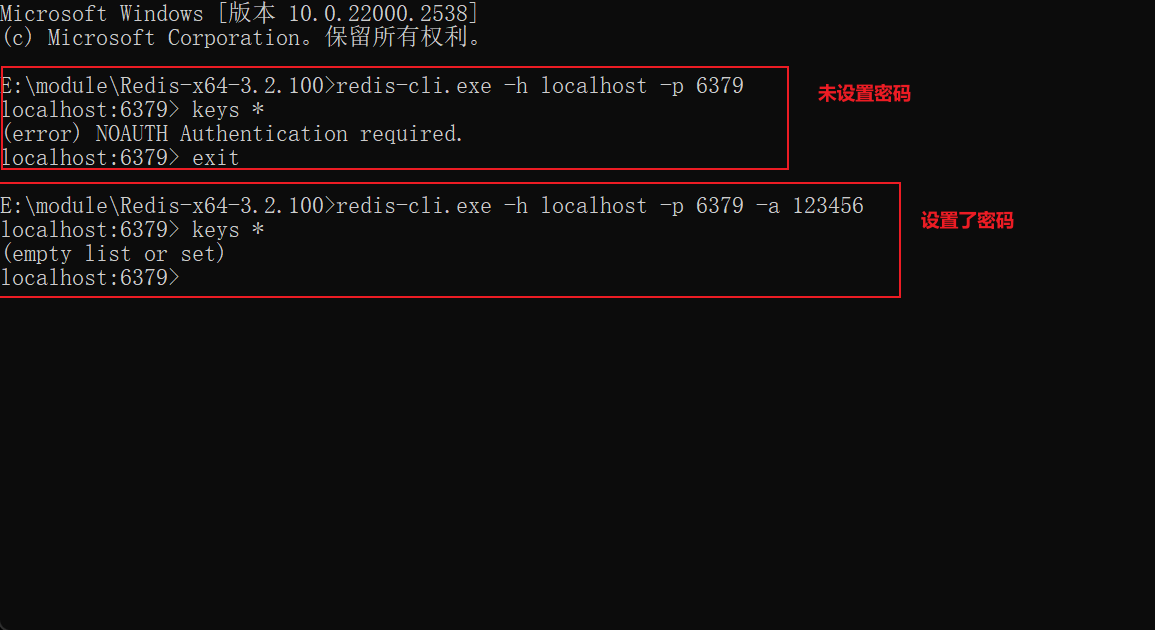 Microsoft Windows [版本 10.0.22000.2538]
(c) Microsoft Corporation。保留所有权利。
E:\module\Redis-x64-3.2.100>redis-cli.exe -h localhost -p 6379
未设置密码
localhost:6379> keys *
(error) NOAUTH Authentication required.
localhost:6379> exit
E:\module\Redis-x64-3.2.100>redis-cli.exe -h localhost -p 6379 -a 123456
设置了密码
localhost:6379> keys *
(empty list or set)
localhost:6379>